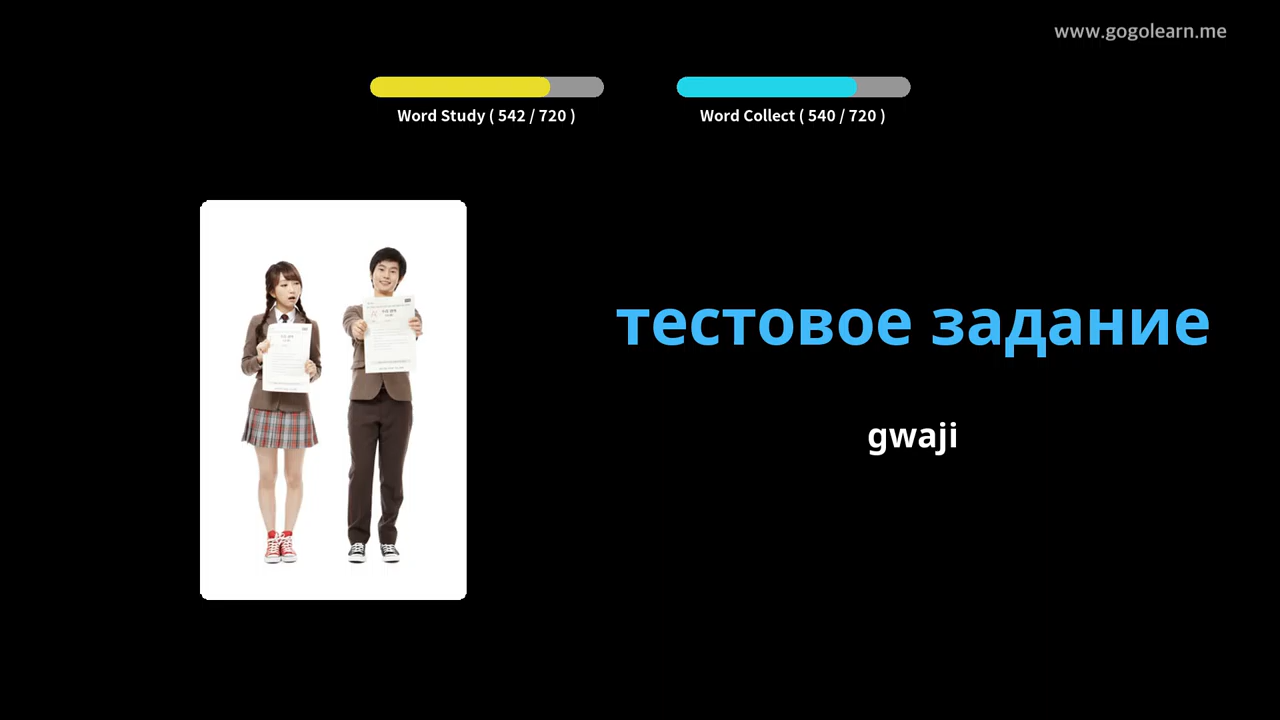 www.gogolearn.me
Word Study ( 542 / 720 )
Word Collect ( 540 / 720 )
тестовое задание
gwaji